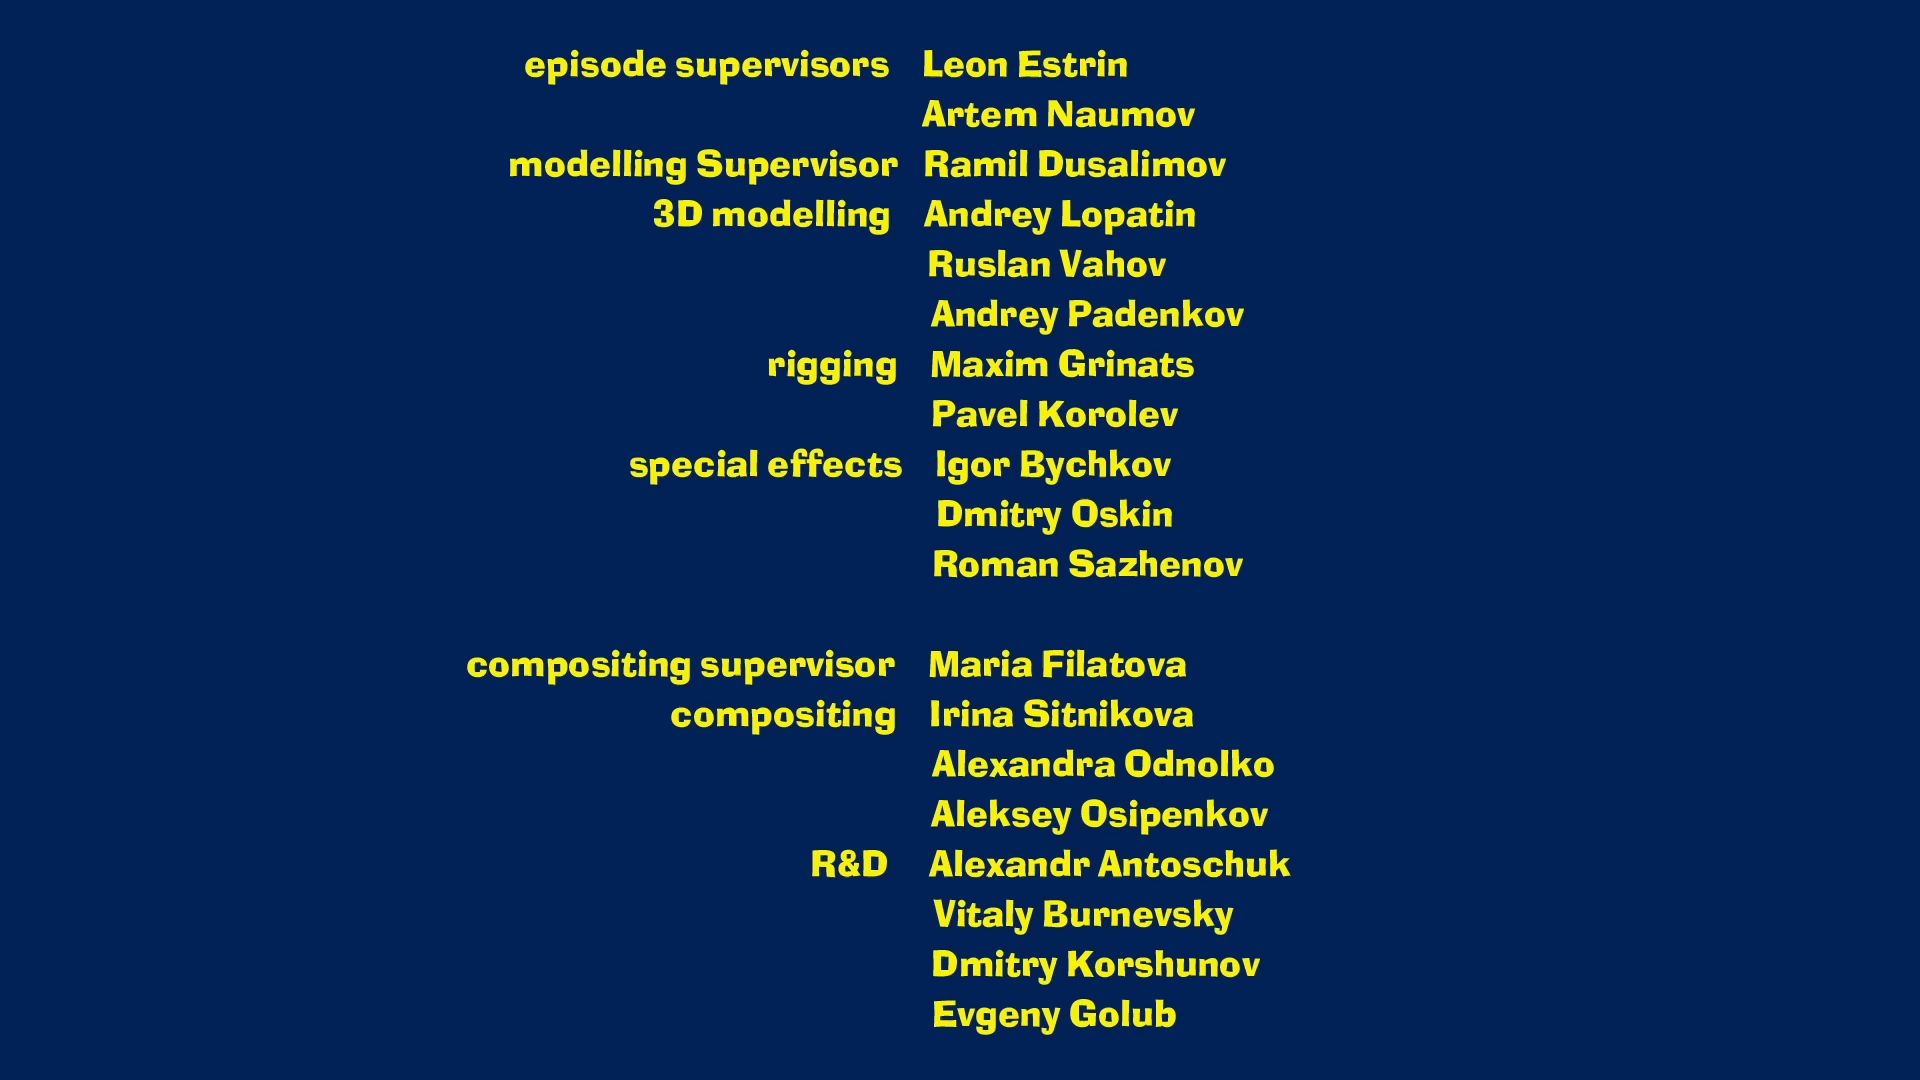 episode supervisors Leon Estrin
Artem Naumov
modelling Supervisor Ramil Dusalimov
3D modelling Andrey Lopatin
Ruslan Vahov
Andrey Padenkov
rigging Maxim Grinats
Pavel Korolev
special effects Igor Bychkov
Dmitry Oskin
Roman Sazhenov
compositing supervisor Maria Filatova
compositing Irina Sitnikova
Alexandra Odnolko
Aleksey Osipenkov
R&D Alexandr Antoschuk
Vitaly Burnevsky
Dmitry Korshunov
Evgeny Golub